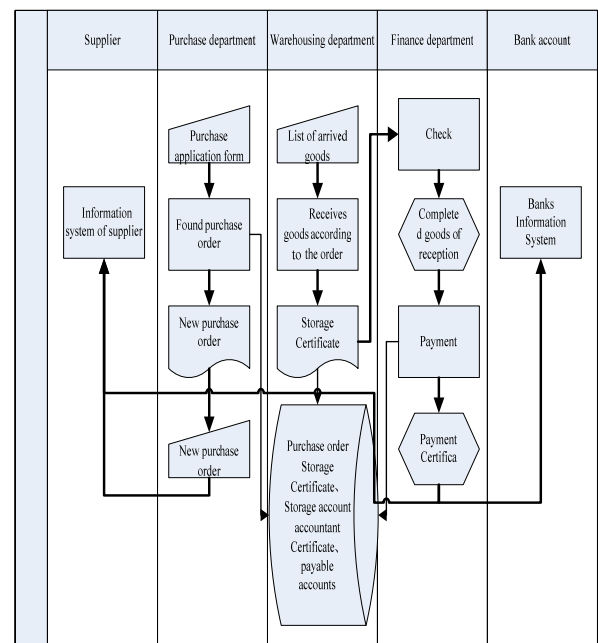 Supplier
Purchase department
Warehousing department
Finance department
Bank account
Purchase
application form
List of arrived
goods
Check
Information
system of supplier
Found purchase
order
Receives
goods according
to the order
Complete
d goods of
reception
Banks
Information
System
New purchase
order
Storage
Certificate
Payment
New purchase
order
Purchase order
Storage
Certificate、
Storage account
accountant
Certificate、
payable
accounts
Payment
Certifica